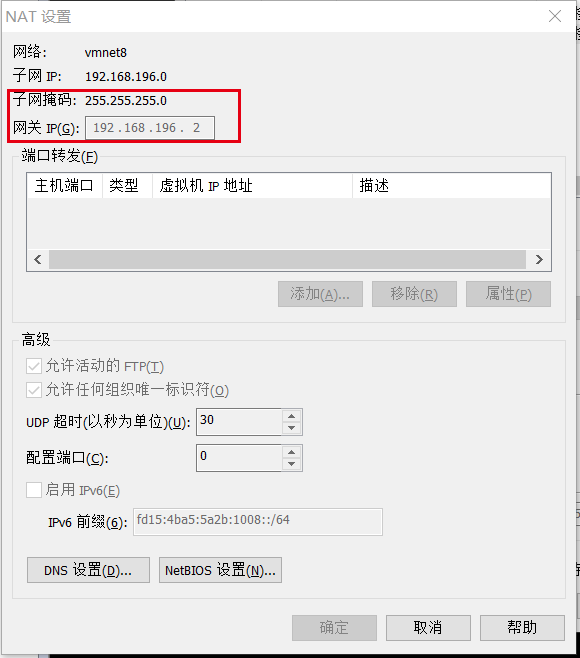 NAT 设置
网络: vmnet8
子网 IP: 192.168.196.0
子网掩码: 255.255.255.0
网关 IP(G): 192 . 168 . 196 . 2
端口转发(F)
主机端口 类型 虚拟机 IP 地址 描述
添加(A)... 移除(R) 属性(P)
高级
允许活动的 FTP(T)
允许任何组织唯一标识符(O)
UDP 超时(以秒为单位)(U): 30
配置端口(C): 0
启用 IPv6(E)
IPv6 前缀(6): fd15:4ba5:5a2b:1008::/64
DNS 设置(D)... NetBIOS 设置(N)...
确定 取消 帮助